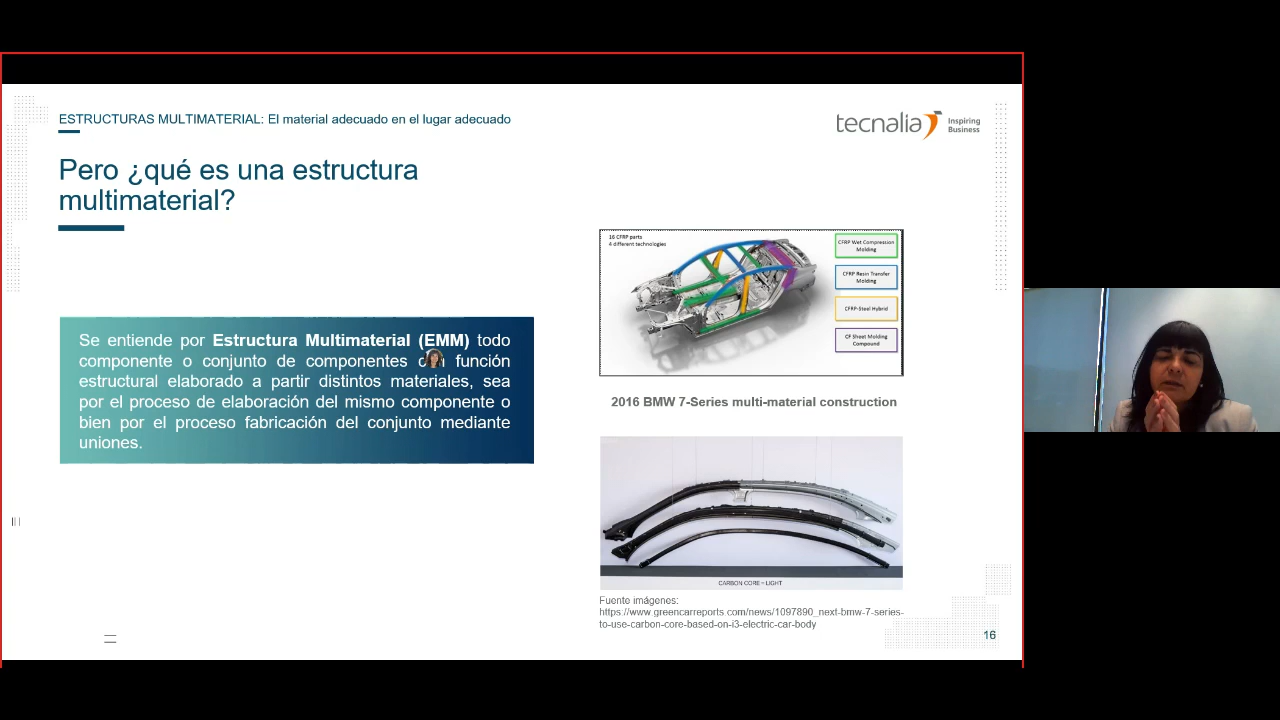 ESTRUCTURAS MULTIMATERIAL: El material adecuado en el lugar adecuado
tecnalia Inspiring
Business
Pero ¿qué es una estructura
multimaterial?
Se entiende por Estructura Multimaterial (EMM) todo
componente o conjunto de componentes función
estructural elaborado a partir distintos materiales, sea
por el proceso de elaboración del mismo componente o
bien por el proceso fabricación del conjunto mediante
uniones.
16 CFRP parts
4 different technologies
CFRP Wet Compression
Molding
CFRP Resin Transfer
Molding
CFRP-Steel Hybrid
CF Sheet Molding
Compound
2016 BMW 7-Series multi-material construction
CARBON CORE – LIGHT
Fuente imágenes:
https://www.greencarreports.com/news/1097890_next-bmw-7-series-
to-use-carbon-core-based-on-i3-electric-car-body
16